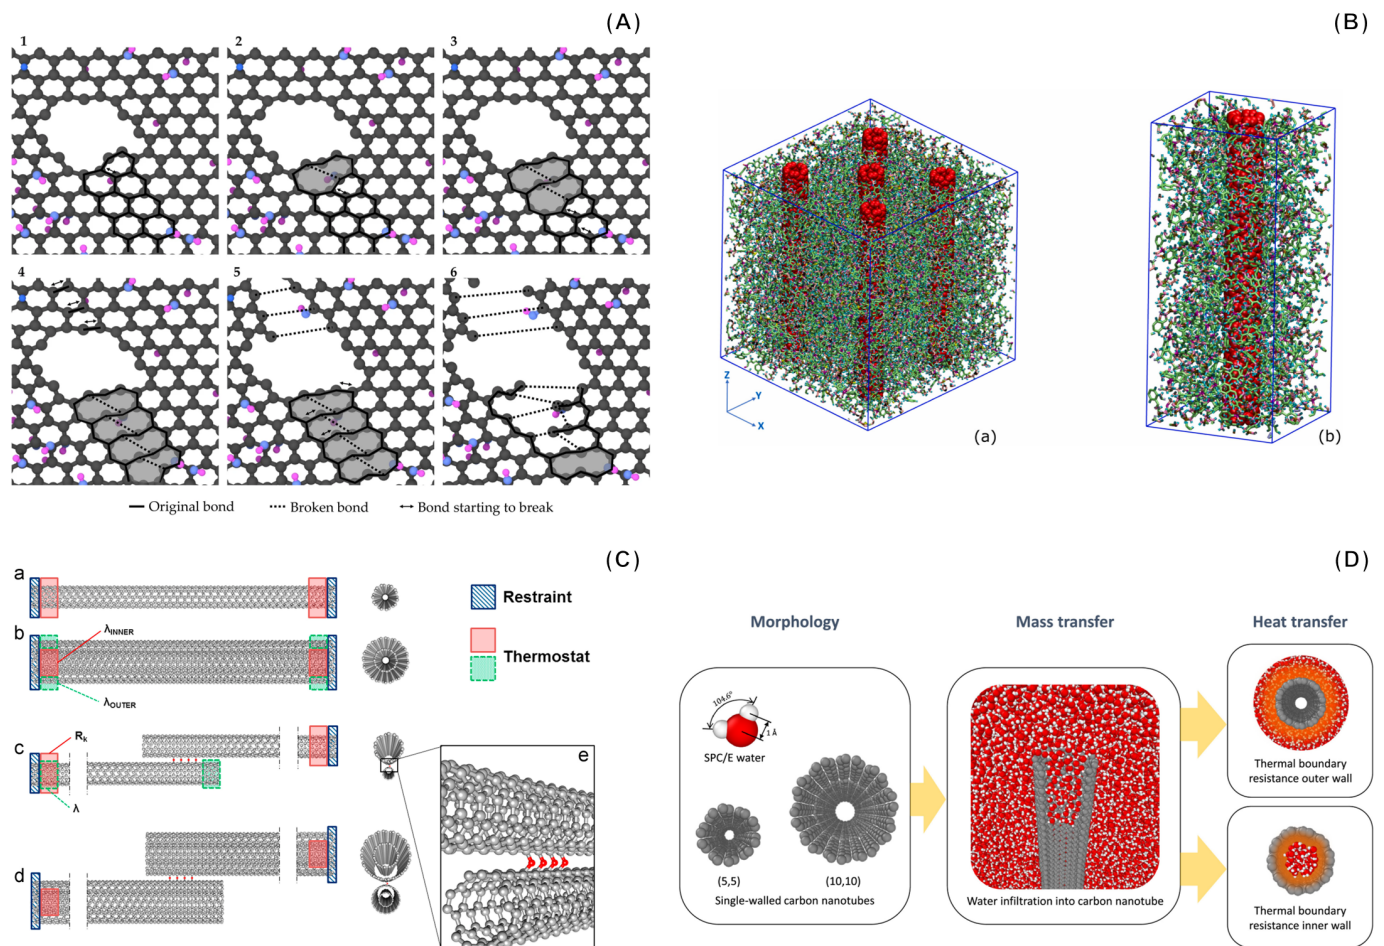 (A)
1
2
3
4
5
6
Original bond
Broken bond
Bond starting to break
(B)
Z
Y
X
(a)
(b)
(C)
a
b
λINNER
λOUTER
c
Rk
λ
d
e
Restraint
Thermostat
(D)
Morphology
Mass transfer
Heat transfer
104.6°
1 Å
SPC/E water
(5,5)
(10,10)
Single-walled carbon nanotubes
Water infiltration into carbon nanotube
Thermal boundary
resistance outer wall
Thermal boundary
resistance inner wall